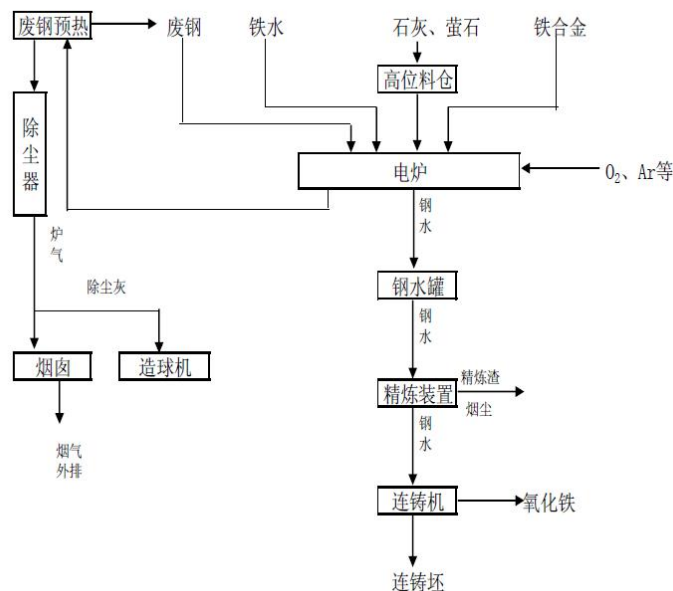 废钢预热
废钢
铁水
石灰、萤石
铁合金
高位料仓
除
尘
器
电炉
O₂、Ar等
钢
水
炉
气
钢水罐
除尘灰
钢
水
烟囱
造球机
精炼装置
精炼渣
烟尘
钢
水
烟气
外排
连铸机
氧化铁
连铸坯